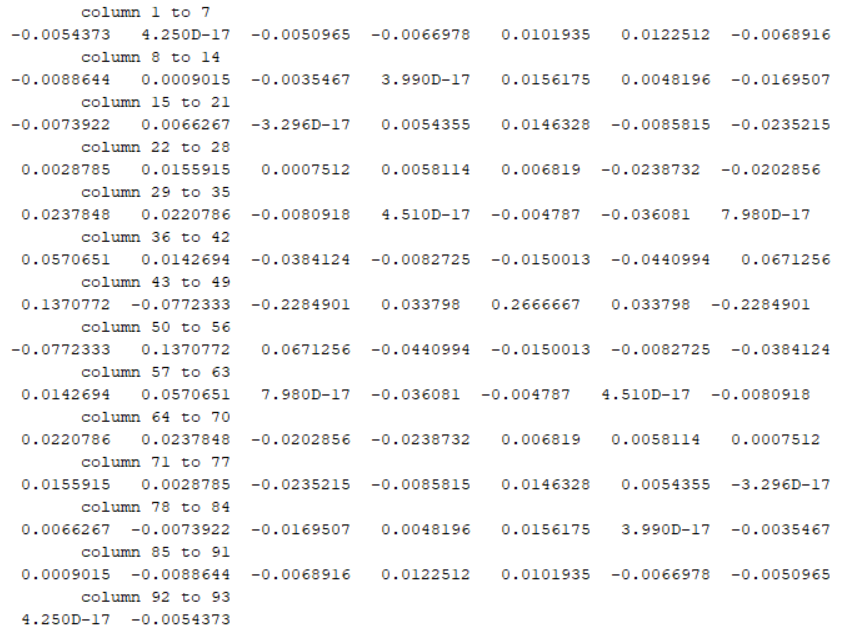 column 1 to 7
-0.0054373 4.250D-17 -0.0050965 -0.0066978 0.0101935 0.0122512 -0.0068916
column 8 to 14
-0.0088644 0.0009015 -0.0035467 3.990D-17 0.0156175 0.0048196 -0.0169507
column 15 to 21
-0.0073922 0.0066267 -3.296D-17 0.0054355 0.0146328 -0.0085815 -0.0235215
column 22 to 28
0.0028785 0.0155915 0.0007512 0.0058114 0.006819 -0.0238732 -0.0202856
column 29 to 35
0.0237848 0.0220786 -0.0080918 4.510D-17 -0.004787 -0.036081 7.980D-17
column 36 to 42
0.0570651 0.0142694 -0.0384124 -0.0082725 -0.0150013 -0.0440994 0.0671256
column 43 to 49
0.1370772 -0.0772333 -0.2284901 0.033798 0.2666667 0.033798 -0.2284901
column 50 to 56
-0.0772333 0.1370772 0.0671256 -0.0440994 -0.0150013 -0.0082725 -0.0384124
column 57 to 63
0.0142694 0.0570651 7.980D-17 -0.036081 -0.004787 4.510D-17 -0.0080918
column 64 to 70
0.0220786 0.0237848 -0.0202856 -0.0238732 0.006819 0.0058114 0.0007512
column 71 to 77
0.0155915 0.0028785 -0.0235215 -0.0085815 0.0146328 0.0054355 -3.296D-17
column 78 to 84
0.0066267 -0.0073922 -0.0169507 0.0048196 0.0156175 3.990D-17 -0.0035467
column 85 to 91
0.0009015 -0.0088644 -0.0068916 0.0122512 0.0101935 -0.0066978 -0.0050965
column 92 to 93
4.250D-17 -0.0054373